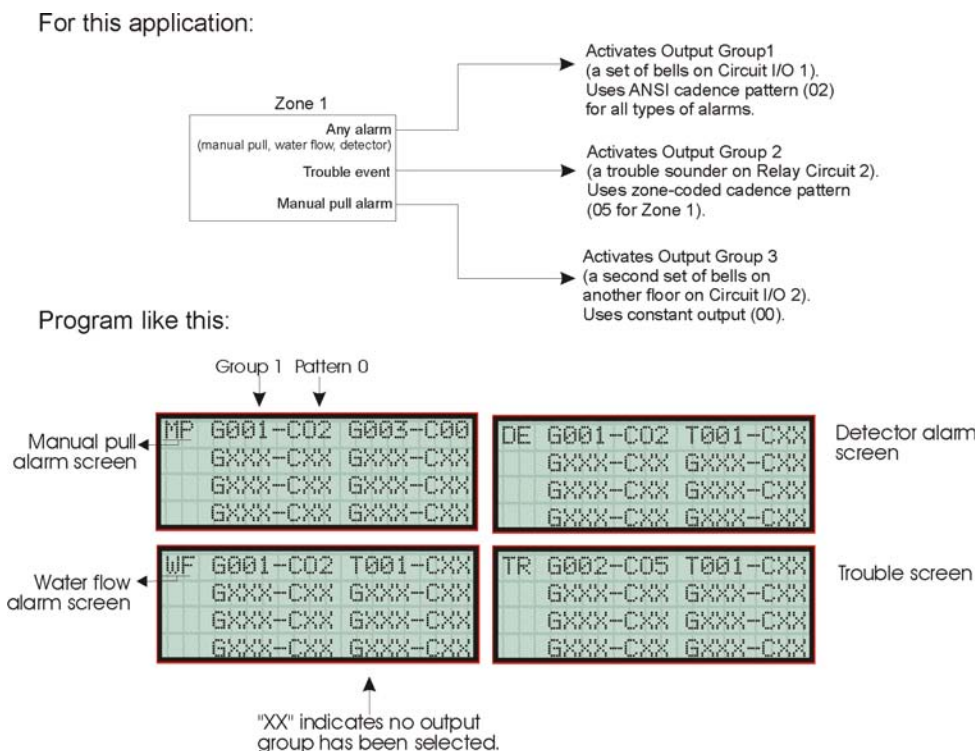 For this application:
Zone 1
Any alarm
(manual pull, water flow, detector)
Trouble event
Manual pull alarm
Activates Output Group1
(a set of bells on Circuit I/O 1).
Uses ANSI cadence pattern (02)
for all types of alarms.
Activates Output Group 2
(a trouble sounder on Relay Circuit 2).
Uses zone-coded cadence pattern
(05 for Zone 1).
Activates Output Group 3
(a second set of bells on
another floor on Circuit I/O 2).
Uses constant output (00).
Program like this:
Group 1 Pattern 0
Manual pull
alarm screen
MP G001-C02 G003-C00
GXXX-CXX GXXX-CXX
GXXX-CXX GXXX-CXX
GXXX-CXX GXXX-CXX
DE G001-C02 T001-CXX
GXXX-CXX GXXX-CXX
GXXX-CXX GXXX-CXX
GXXX-CXX GXXX-CXX
Detector alarm
screen
Water flow
alarm screen
WF G001-C02 T001-CXX
GXXX-CXX GXXX-CXX
GXXX-CXX GXXX-CXX
GXXX-CXX GXXX-CXX
TR G002-C05 T001-CXX
GXXX-CXX GXXX-CXX
GXXX-CXX GXXX-CXX
GXXX-CXX GXXX-CXX
Trouble screen
"XX" indicates no output
group has been selected.